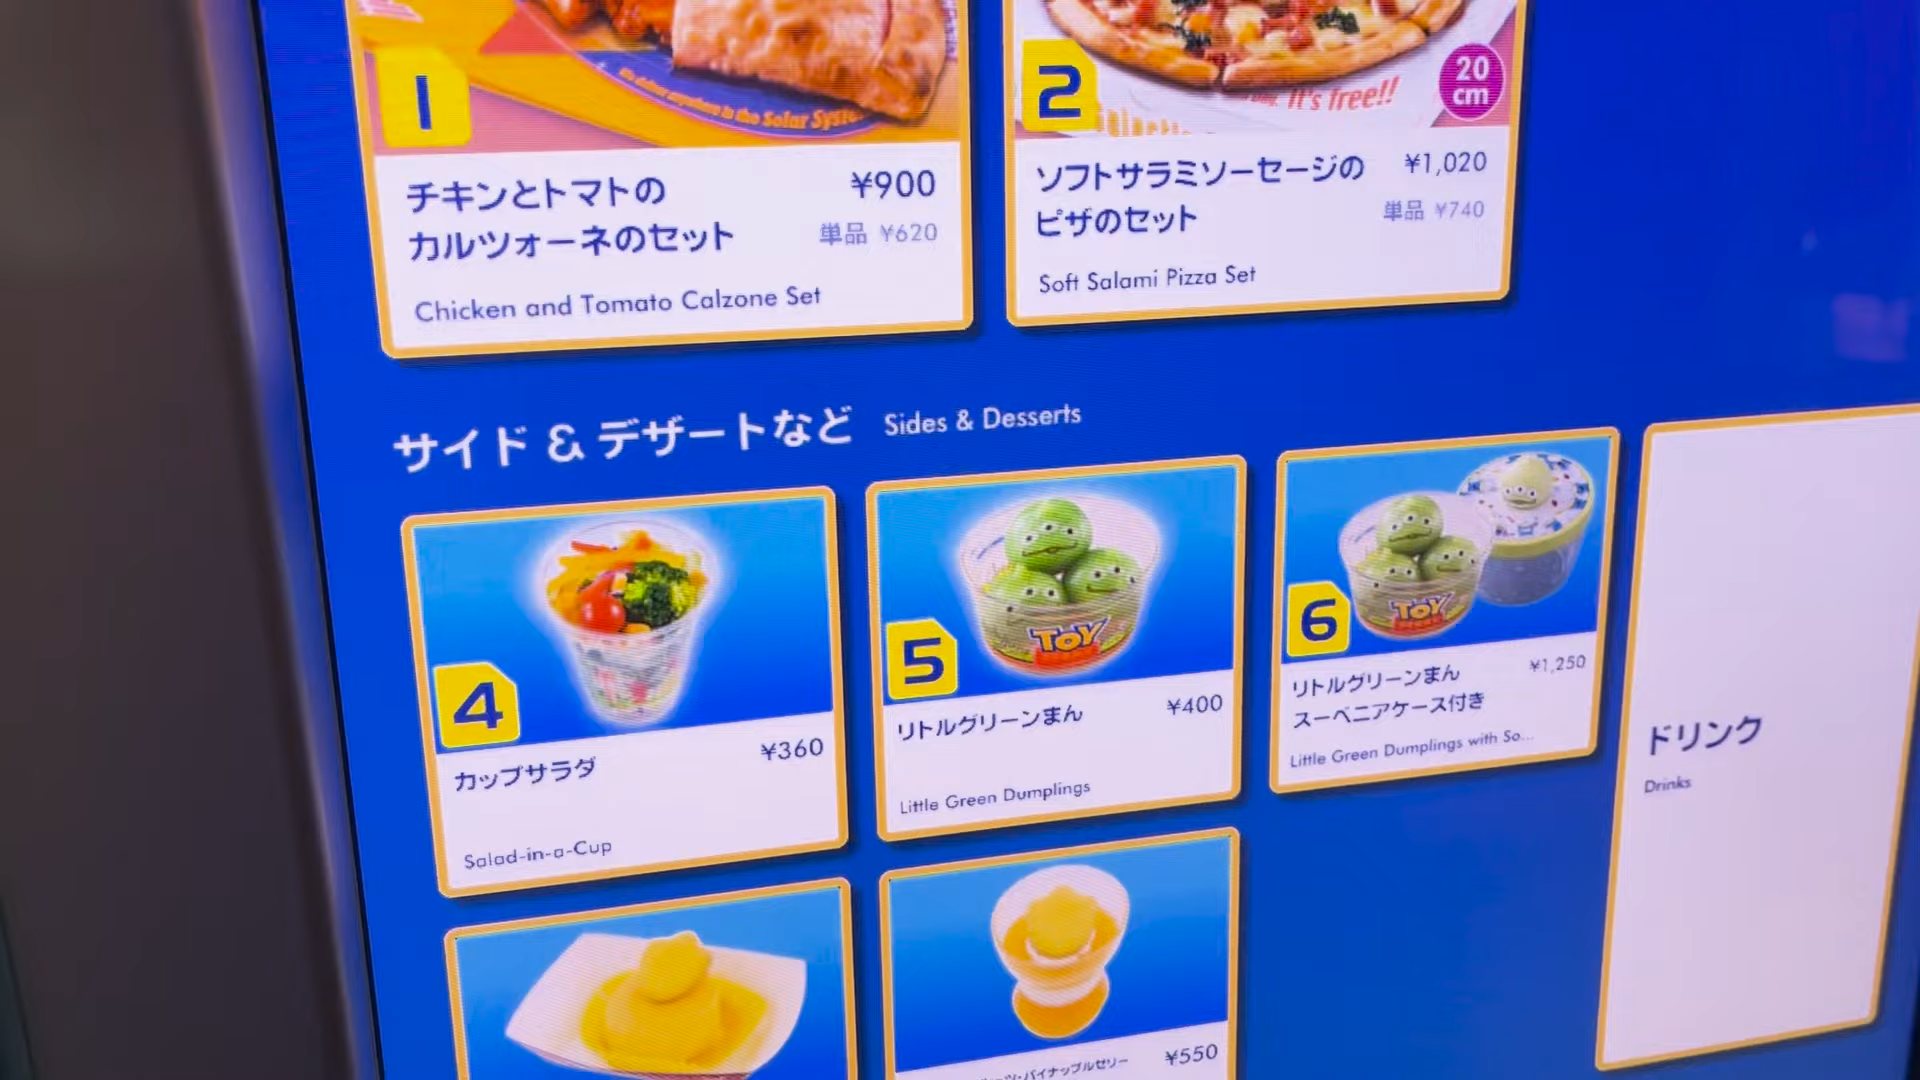 1
We deliver anywhere in the Solar Syste
2
It's free!!
20
cm
チキンとトマトの
カルツォーネのセット
¥900
単品 ¥620
Chicken and Tomato Calzone Set
ソフトサラミソーセージの
ピザのセット
¥1,020
単品 ¥740
Soft Salami Pizza Set
サイド & デザートなど Sides & Desserts
4
カップサラダ
¥360
Salad-in-a-Cup
TOY
5
リトルグリーンまん
¥400
Little Green Dumplings
TOY
6
リトルグリーンまん
スーベニアケース付き
¥1,250
Little Green Dumplings with So...
ドリンク
Drinks
パイナップルゼリー
¥550